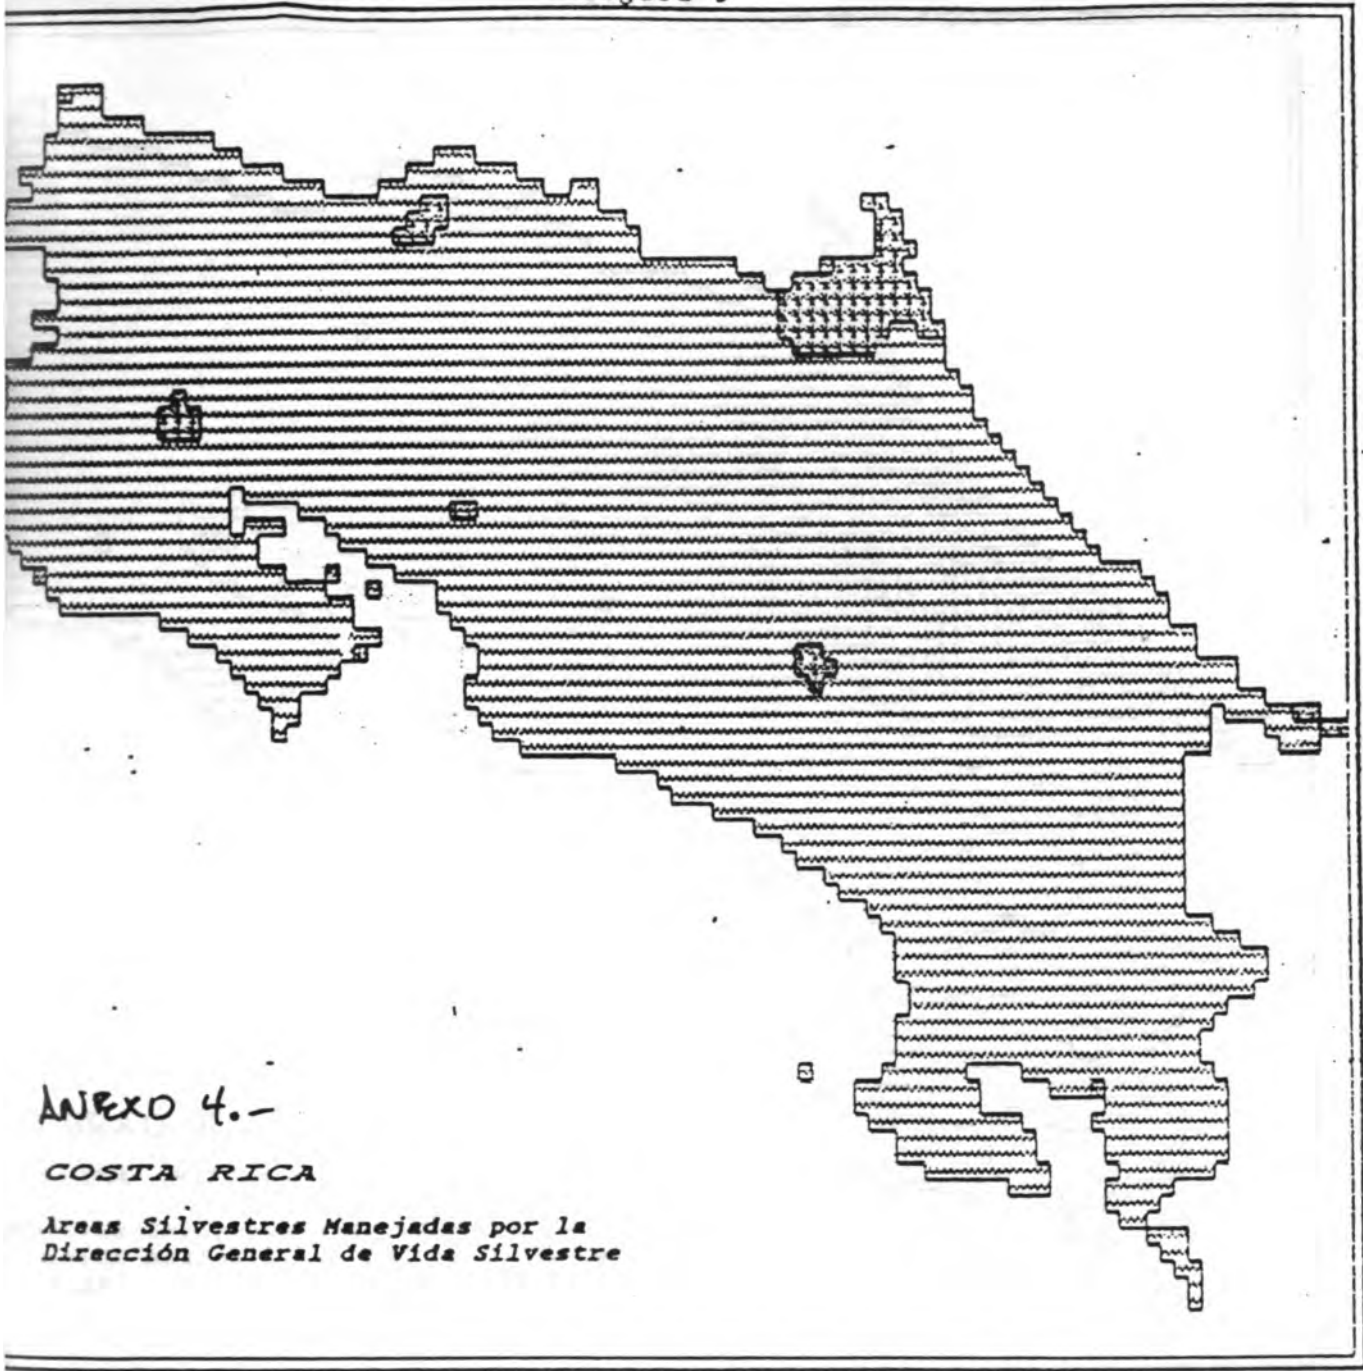 ANEXO 4.-
COSTA RICA
Areas Silvestres Manejadas por la
Dirección General de Vida Silvestre